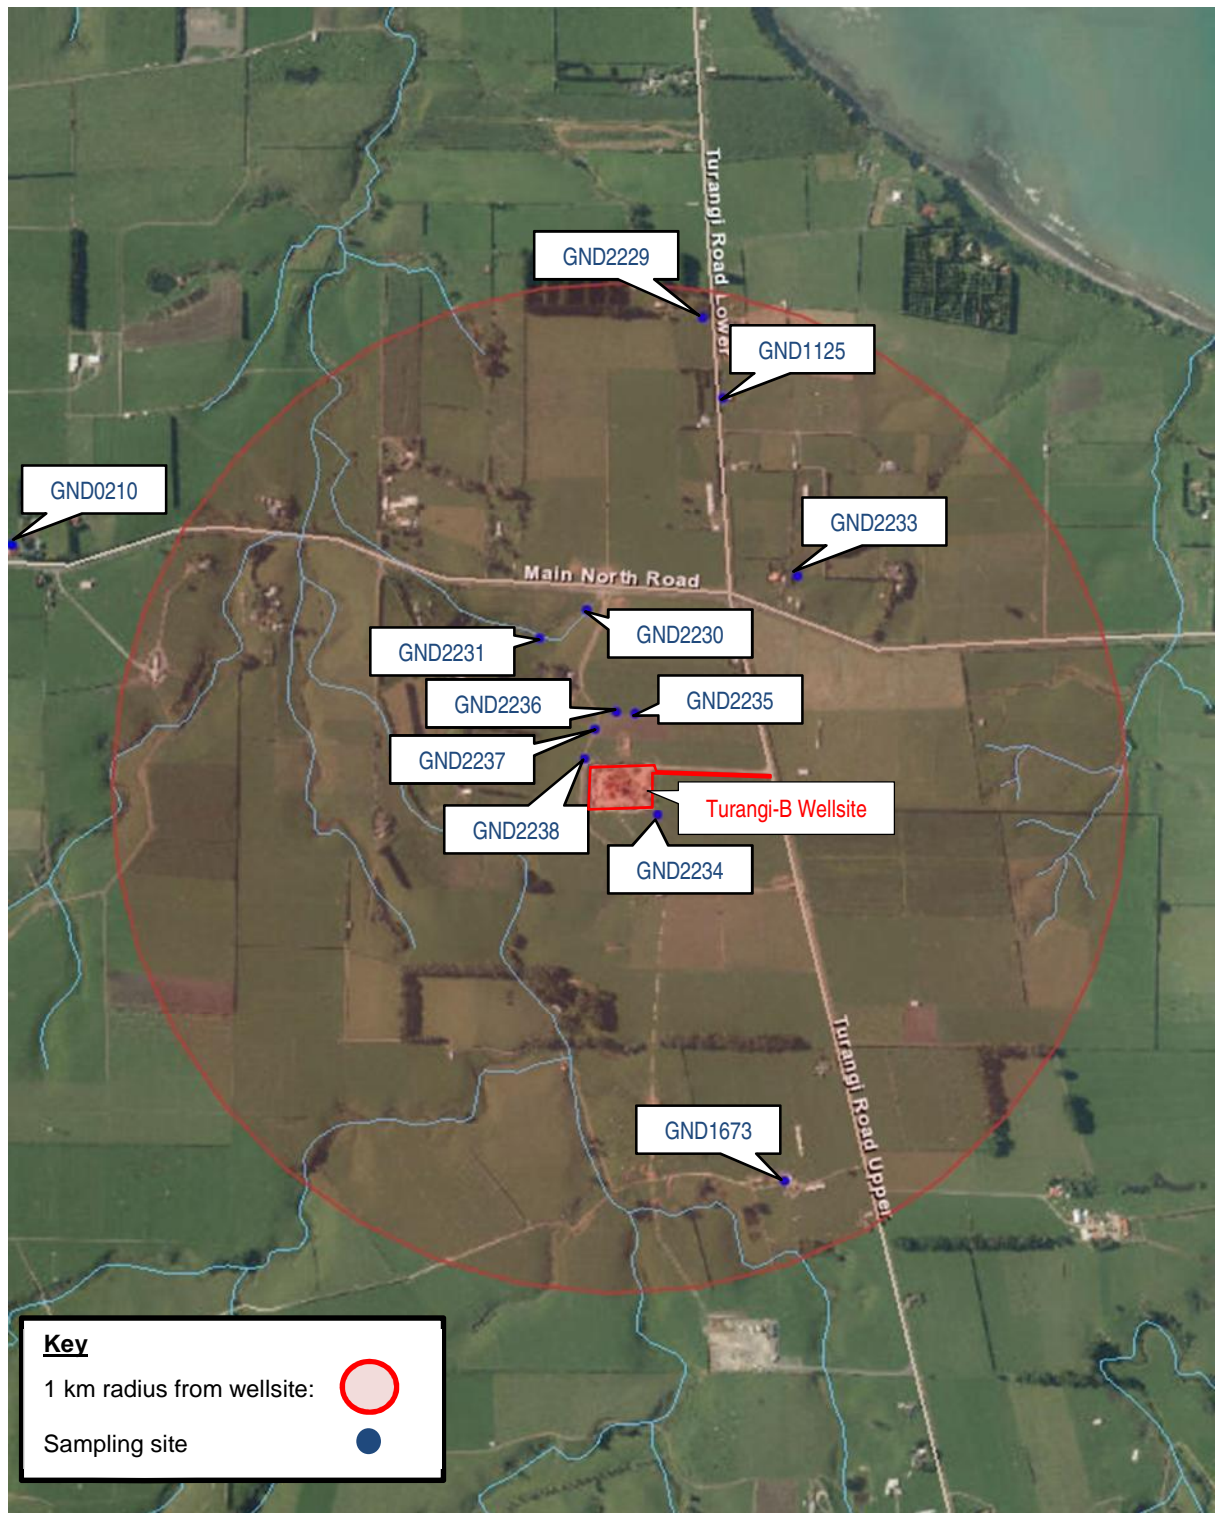 Turangi Road Lower
GND2229
GND1125
GND0210
GND2233
Main North Road
GND2230
GND2231
GND2236
GND2235
GND2237
Turangi-B Wellsite
GND2238
GND2234
Turangi Road Upper
GND1673
Key
1 km radius from wellsite:
Sampling site